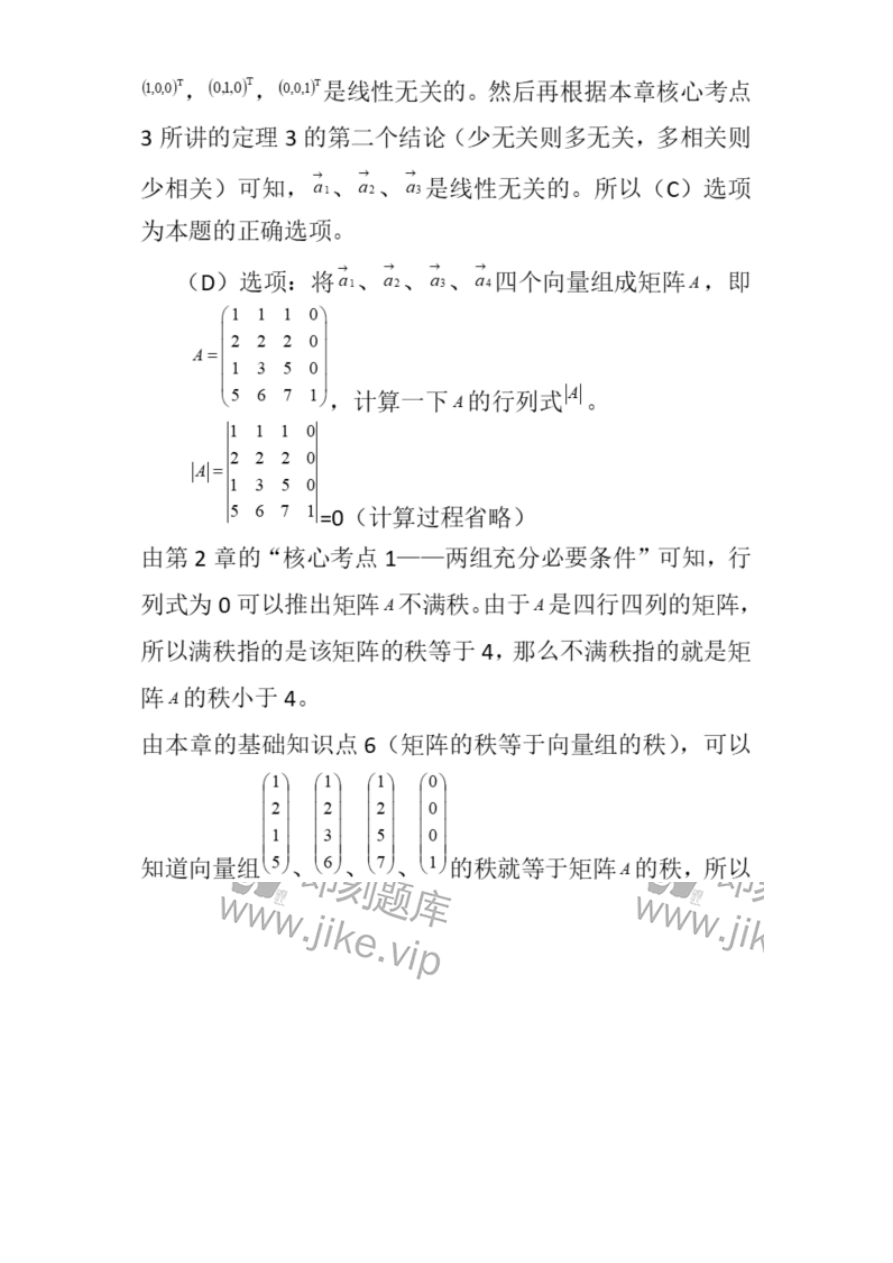 (1,0,0)ᵀ，(0,1,0)ᵀ，(0,0,1)ᵀ是线性无关的。然后再根据本章核心考点
3 所讲的定理 3 的第二个结论（少无关则多无关，多相关则
少相关）可知，a⃗1、a⃗2、a⃗3是线性无关的。所以（C）选项
为本题的正确选项。
（D）选项：将a⃗1、a⃗2、a⃗3、a⃗4四个向量组成矩阵A，即
A=
1 1 1 0
2 2 2 0
1 3 5 0
5 6 7 1
，计算一下A的行列式|A|。
|A|=
1 1 1 0
2 2 2 0
1 3 5 0
5 6 7 1
=0（计算过程省略）
由第 2 章的“核心考点 1——两组充分必要条件”可知，行
列式为 0 可以推出矩阵A不满秩。由于A是四行四列的矩阵，
所以满秩指的是该矩阵的秩等于 4，那么不满秩指的就是矩
阵A的秩小于 4。
由本章的基础知识点 6（矩阵的秩等于向量组的秩），可以
1 1 1 0
2 2 2 0
1 3 5 0
知道向量组5、6、7、1的秩就等于矩阵A的秩，所以
即刻题库
www.jike.vip
www.jik